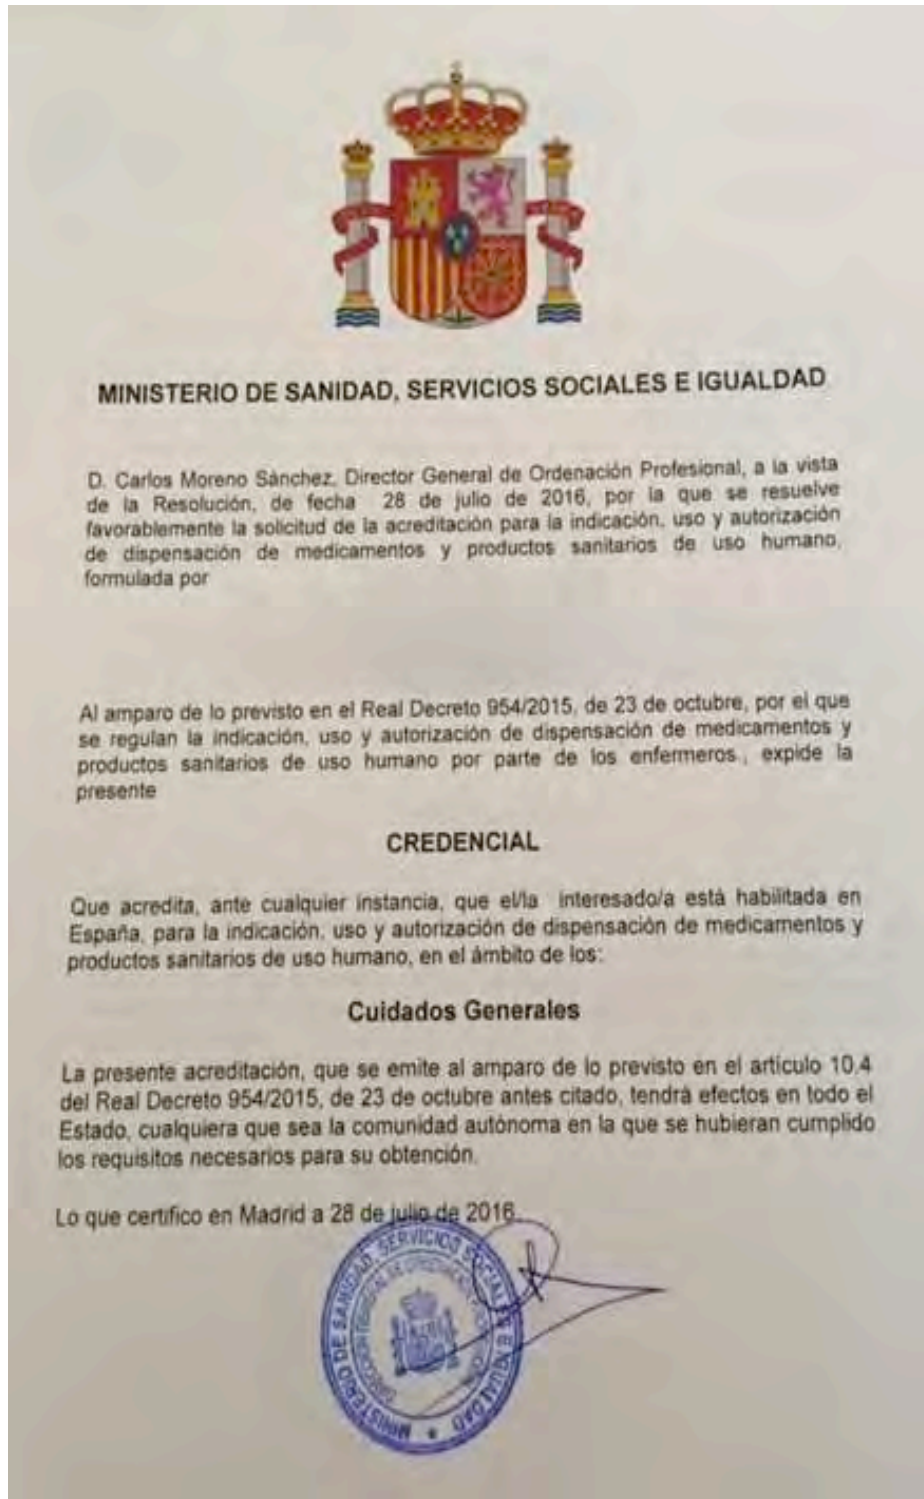 MINISTERIO DE SANIDAD, SERVICIOS SOCIALES E IGUALDAD
D. Carlos Moreno Sánchez, Director General de Ordenación Profesional, a la vista
de la Resolución, de fecha 28 de julio de 2016, por la que se resuelve
favorablemente la solicitud de la acreditación para la indicación, uso y autorización
de dispensación de medicamentos y productos sanitarios de uso humano,
formulada por
Al amparo de lo previsto en el Real Decreto 954/2015, de 23 de octubre, por el que
se regulan la indicación, uso y autorización de dispensación de medicamentos y
productos sanitarios de uso humano por parte de los enfermeros., expide la
presente
CREDENCIAL
Que acredita, ante cualquier instancia, que el/la interesado/a está habilitada en
España, para la indicación, uso y autorización de dispensación de medicamentos y
productos sanitarios de uso humano, en el ámbito de los:
Cuidados Generales
La presente acreditación, que se emite al amparo de lo previsto en el artículo 10.4
del Real Decreto 954/2015, de 23 de octubre antes citado, tendrá efectos en todo el
Estado, cualquiera que sea la comunidad autónoma en la que se hubieran cumplido
los requisitos necesarios para su obtención.
Lo que certifico en Madrid a 28 de julio de 2016.
MINISTERIO DE SANIDAD, SERVICIOS SOCIALES E IGUALDAD